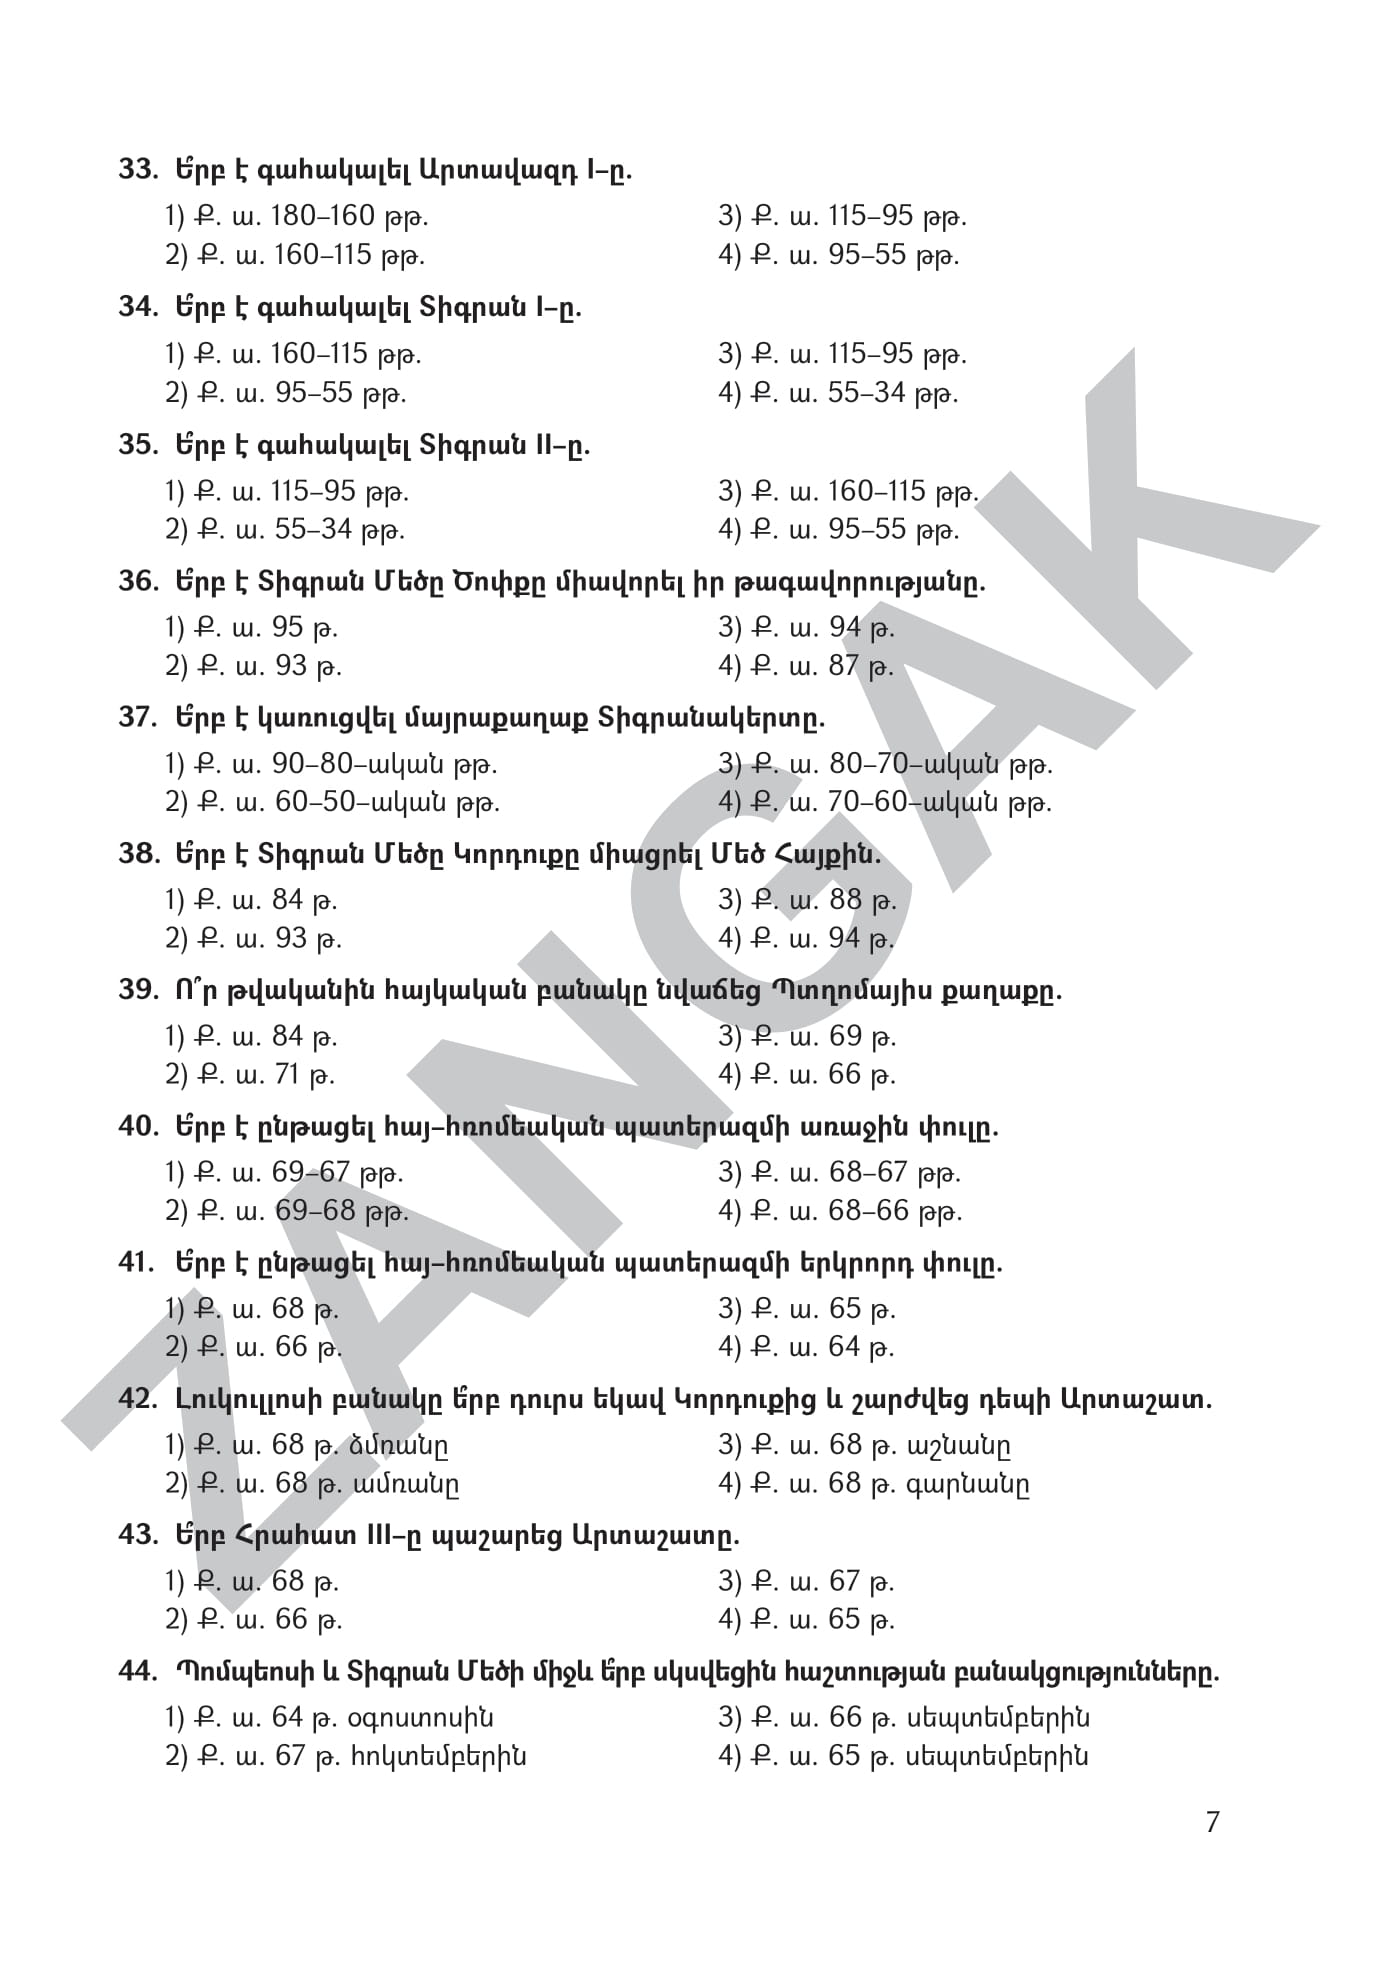 33. Ե՞րբ է գահակալել Արտավազդ I–ը.
1) Ք. ա. 180–160 թթ.
3) Ք. ա. 115–95 թթ.
2) Ք. ա. 160–115 թթ.
4) Ք. ա. 95–55 թթ.
34. Ե՞րբ է գահակալել Տիգրան I–ը.
1) Ք. ա. 160–115 թթ.
3) Ք. ա. 115–95 թթ.
2) Ք. ա. 95–55 թթ.
4) Ք. ա. 55–34 թթ.
35. Ե՞րբ է գահակալել Տիգրան II–ը.
1) Ք. ա. 115–95 թթ.
3) Ք. ա. 160–115 թթ.
2) Ք. ա. 55–34 թթ.
4) Ք. ա. 95–55 թթ.
36. Ե՞րբ է Տիգրան Մեծը Ծոփքը միավորել իր թագավորությանը.
1) Ք. ա. 95 թ.
3) Ք. ա. 94 թ.
2) Ք. ա. 93 թ.
4) Ք. ա. 87 թ.
37. Ե՞րբ է կառուցվել մայրաքաղաք Տիգրանակերտը.
1) Ք. ա. 90–80–ական թթ.
3) Ք. ա. 80–70–ական թթ.
2) Ք. ա. 60–50–ական թթ.
4) Ք. ա. 70–60–ական թթ.
38. Ե՞րբ է Տիգրան Մեծը Կորդուքը միացրել Մեծ Հայքին.
1) Ք. ա. 84 թ.
3) Ք. ա. 88 թ.
2) Ք. ա. 93 թ.
4) Ք. ա. 94 թ.
39. Ո՞ր թվականին հայկական բանակը նվաճեց Պտղոմայիս քաղաքը.
1) Ք. ա. 84 թ.
3) Ք. ա. 69 թ.
2) Ք. ա. 71 թ.
4) Ք. ա. 66 թ.
40. Ե՞րբ է ընթացել հայ–հռոմեական պատերազմի առաջին փուլը.
1) Ք. ա. 69–67 թթ.
3) Ք. ա. 68–67 թթ.
2) Ք. ա. 69–68 թթ.
4) Ք. ա. 68–66 թթ.
41. Ե՞րբ է ընթացել հայ–հռոմեական պատերազմի երկրորդ փուլը.
1) Ք. ա. 68 թ.
3) Ք. ա. 65 թ.
2) Ք. ա. 66 թ.
4) Ք. ա. 64 թ.
42. Լուկուլլոսի բանակը ե՞րբ դուրս եկավ Կորդուքից և շարժվեց դեպի Արտաշատ.
1) Ք. ա. 68 թ. ձմռանը
3) Ք. ա. 68 թ. աշնանը
2) Ք. ա. 68 թ. ամռանը
4) Ք. ա. 68 թ. գարնանը
43. Ե՞րբ Հրահատ III–ը պաշարեց Արտաշատը.
1) Ք. ա. 68 թ.
3) Ք. ա. 67 թ.
2) Ք. ա. 66 թ.
4) Ք. ա. 65 թ.
44. Պոմպեոսի և Տիգրան Մեծի միջև ե՞րբ սկսվեցին հաշտության բանակցությունները.
1) Ք. ա. 64 թ. օգոստոսին
3) Ք. ա. 66 թ. սեպտեմբերին
2) Ք. ա. 67 թ. հոկտեմբերին
4) Ք. ա. 65 թ. սեպտեմբերին
7
ZANGAK